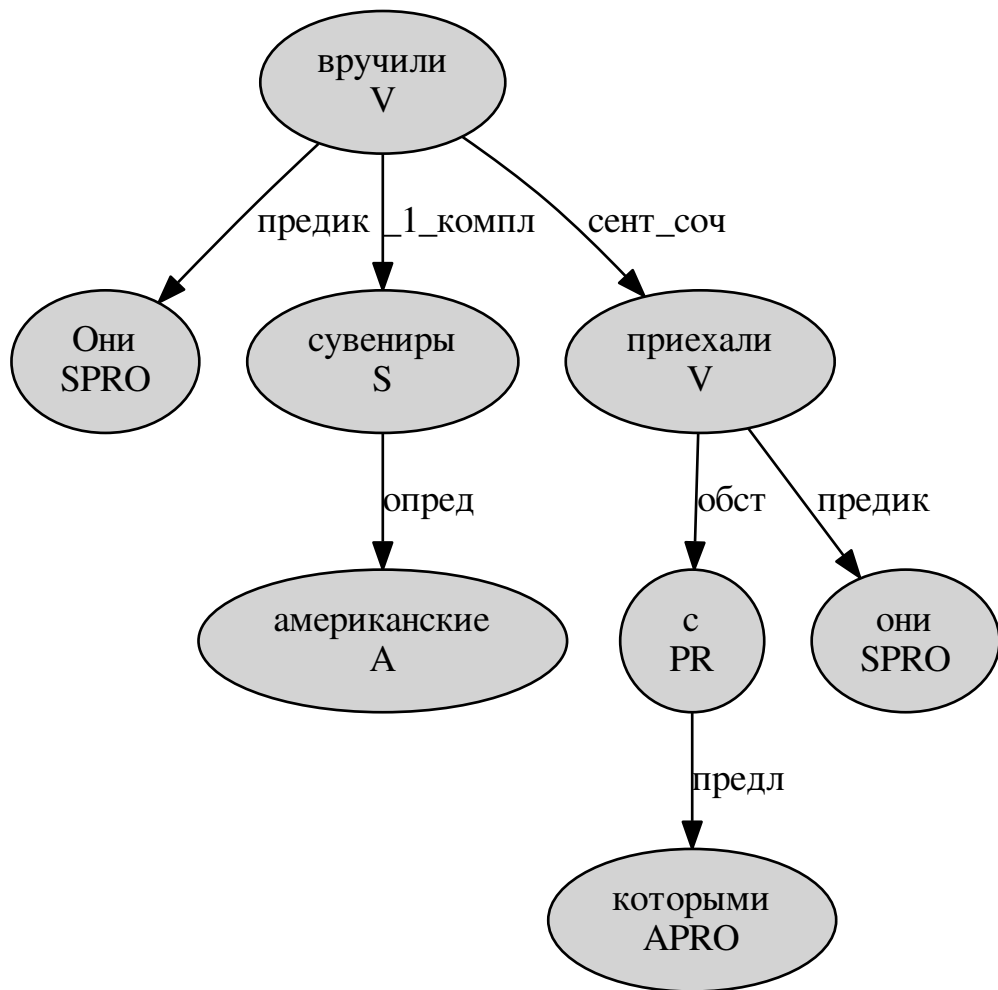 вручили
V
предик
_1_компл
сент_соч
Они
SPRO
сувениры
S
приехали
V
опред
обст
предик
американские
A
с
PR
они
SPRO
предл
которыми
APRO